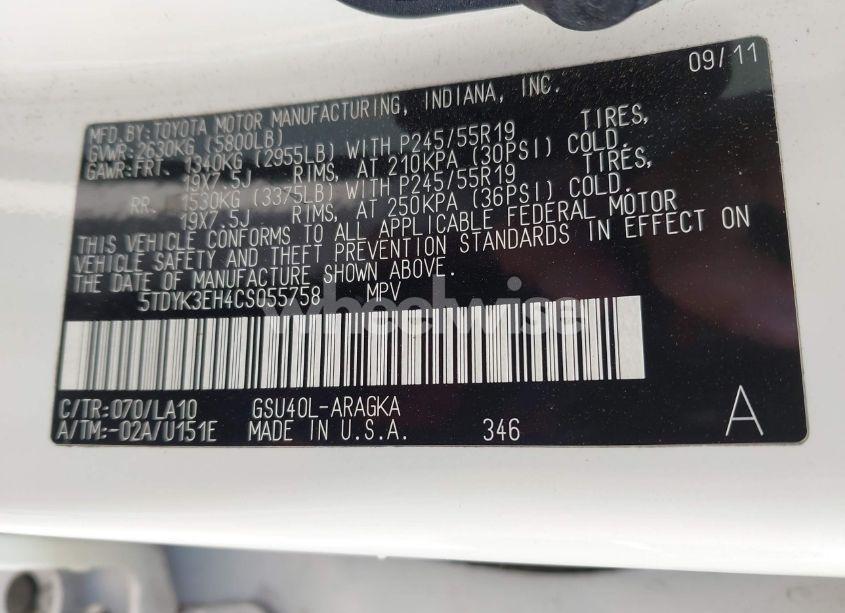 09/11
MFD.BY:TOYOTA MOTOR MANUFACTURING, INDIANA, INC.
GVWR:2630KG (5800LB)
GAWR:FRT. 1340KG (2955LB) WITH P245/55R19 TIRES,
19X7.5J RIMS, AT 210KPA (30PSI) COLD.
RR. 1530KG (3375LB) WITH P245/55R19 TIRES,
19X7.5J RIMS, AT 250KPA (36PSI) COLD.
THIS VEHICLE CONFORMS TO ALL APPLICABLE FEDERAL MOTOR
VEHICLE SAFETY AND THEFT PREVENTION STANDARDS IN EFFECT ON
THE DATE OF MANUFACTURE SHOWN ABOVE.
5TDYK3EH4CS055758 MPV
wheelwise
C/TR:070/LA10 GSU40L-ARAGKA
A/TM:-02A/U151E MADE IN U.S.A. 346 A